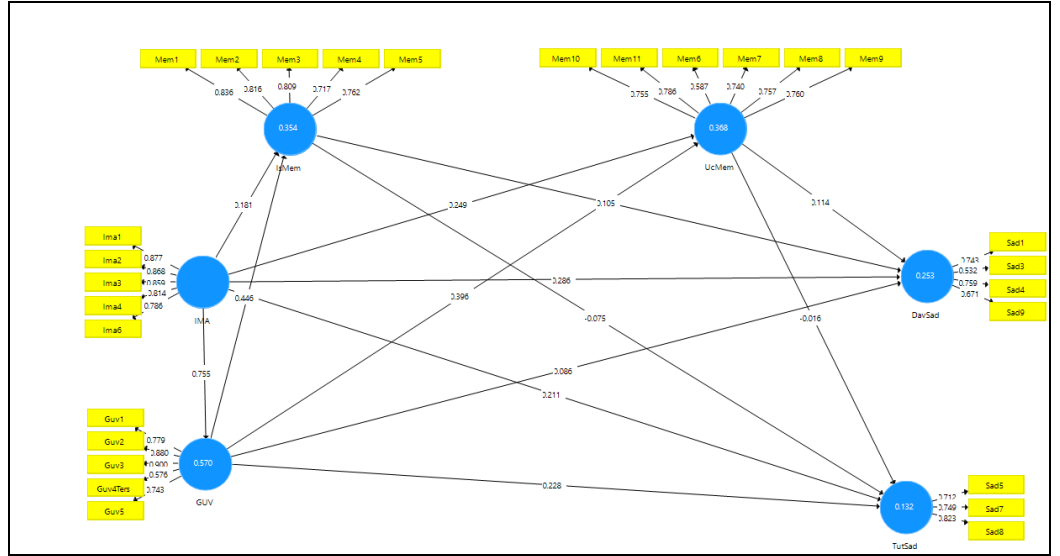 Mem1 Mem2 Mem3 Mem4 Mem5 Mem10 Mem11 Mem6 Mem7 Mem8 Mem9
0.836 0.816 0.809 0.717 0.762 0.755 0.786 0.587 0.740 0.757 0.760
0.354 0.368
IsMem UcMem
0.181 0.249 0.105 0.114
Ima1
Ima2
Ima3
Ima4
Ima6
0.877
0.868
0.859
0.814
0.786
IMA
0.446 0.396 0.286
-0.075 -0.016
0.755 0.086
0.211
Sad1
Sad3
Sad4
Sad9
0.743
0.532
0.759
0.671
0.253
DavSad
Guv1
Guv2
Guv3
Guv4Ters
Guv5
0.779
0.880
0.900
0.576
0.743
0.570
GUV
0.228
Sad5
Sad7
Sad8
0.712
0.749
0.823
0.132
TutSad